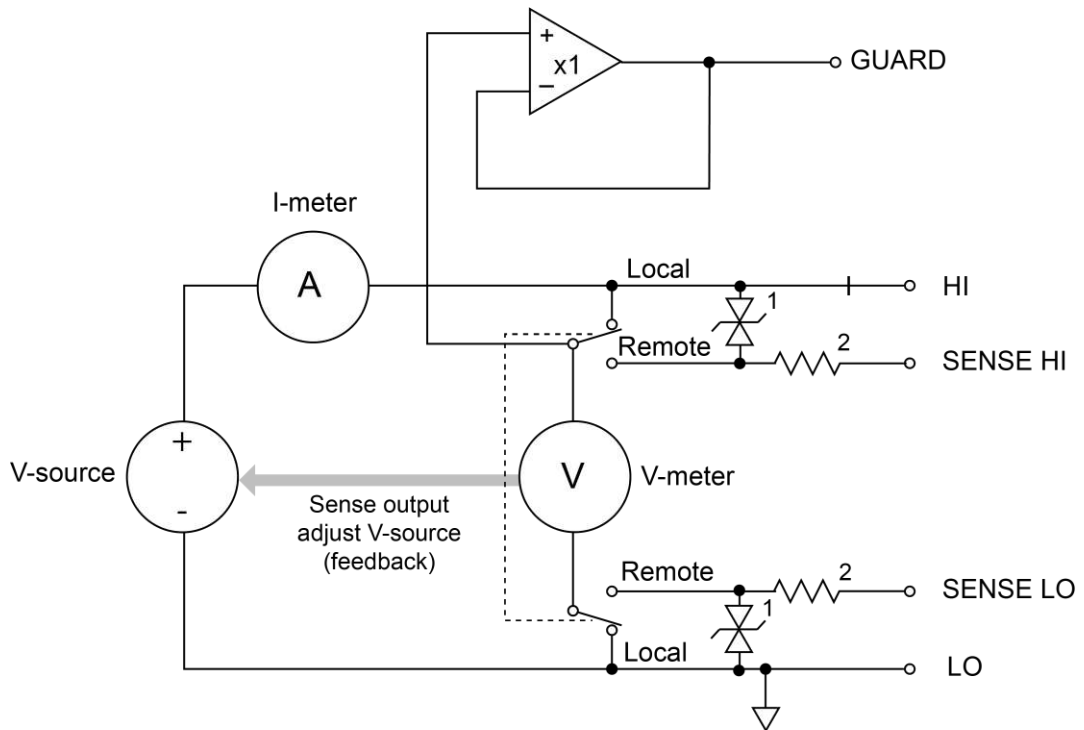 +
x1
−
GUARD
I-meter
A
Local
HI
1
Remote
2
SENSE HI
+
V-source
-
V
V-meter
Sense output
adjust V-source
(feedback)
Remote
2
SENSE LO
1
Local
LO